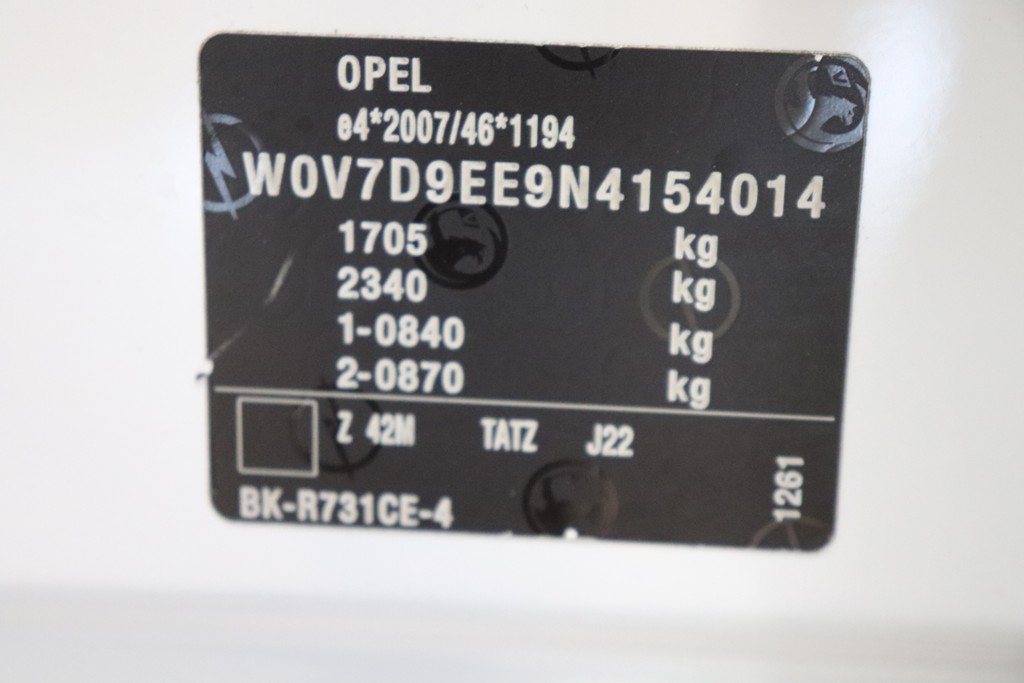 OPEL
e4*2007/46*1194
W0V7D9EE9N4154014
1705 kg
2340 kg
1-0840 kg
2-0870 kg
Z 42M TATZ J22
BK-R731CE-4
1261